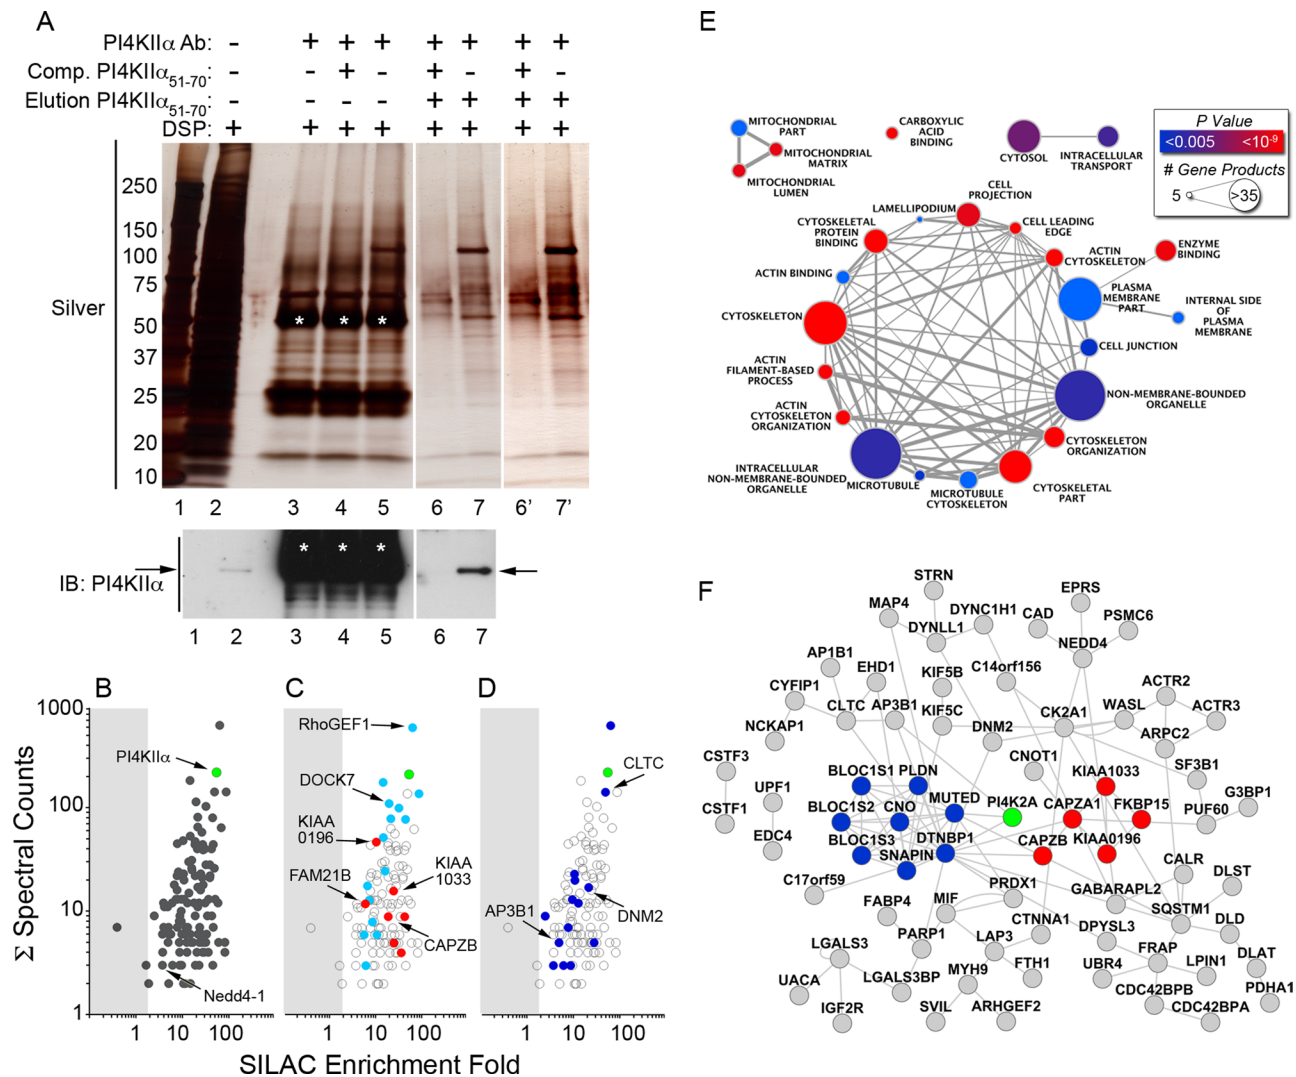 A
PI4KIIα Ab: - + + + + + + +
Comp. PI4KIIα51-70: - - + - + - + -
Elution PI4KIIα51-70: - - - - + + + +
DSP: + + + + + + + +
Silver
250
150
100
75
50
37
25
20
10
* * *
1 2 3 4 5 6 7 6’ 7’
IB: PI4KIIα
* * *
1 2 3 4 5 6 7
B
C
D
Σ Spectral Counts
1000
100
10
1
PI4KIIα
Nedd4-1
1 10 100
RhoGEF1
DOCK7
KIAA
0196
FAM21B
KIAA
1033
CAPZB
1 10 100
CLTC
AP3B1
DNM2
1 10 100
SILAC Enrichment Fold
E
MITOCHONDRIAL
PART
MITOCHONDRIAL
MATRIX
MITOCHONDRIAL
LUMEN
CARBOXYLIC
ACID
BINDING
CYTOSOL
INTRACELLULAR
TRANSPORT
P Value
<0.005 <10-9
# Gene Products
5 >35
CELL
PROJECTION
LAMELLIPODIUM
CELL LEADING
EDGE
CYTOSKELETAL
PROTEIN
BINDING
ACTIN
CYTOSKELETON
ENZYME
BINDING
ACTIN BINDING
PLASMA
MEMBRANE
PART
INTERNAL SIDE
OF
PLASMA
MEMBRANE
CYTOSKELETON
CELL JUNCTION
ACTIN
FILAMENT-BASED
PROCESS
NON-MEMBRANE-BOUNDED
ORGANELLE
ACTIN
CYTOSKELETON
ORGANIZATION
CYTOSKELETON
ORGANIZATION
INTRACELLULAR
NON-MEMBRANE-BOUNDED
ORGANELLE
MICROTUBULE
MICROTUBULE
CYTOSKELETON
CYTOSKELETAL
PART
F
STRN
EPRS
MAP4
DYNC1H1
CAD
PSMC6
DYNLL1
NEDD4
AP1B1
EHD1
KIF5B
C14orf156
ACTR2
CYFIP1
CLTC
AP3B1
KIF5C
WASL
ACTR3
NCKAP1
DNM2
CK2A1
ARPC2
CSTF3
CNOT1
SF3B1
BLOC1S1
PLDN
KIAA1033
UPF1
BLOC1S2
CNO
MUTED
PI4K2A
CAPZA1
FKBP15
PUF60
G3BP1
CSTF1
DTNBP1
EDC4
BLOC1S3
SNAPIN
CAPZB
KIAA0196
CALR
C17orf59
PRDX1
GABARAPL2
DLST
FABP4
MIF
SQSTM1
CTNNA1
DPYSL3
DLD
PARP1
LAP3
FRAP
LGALS3
DLAT
UACA
LGALS3BP
MYH9
FTH1
UBR4
LPIN1
CDC42BPB
PDHA1
IGF2R
SVIL
ARHGEF2
CDC42BPA